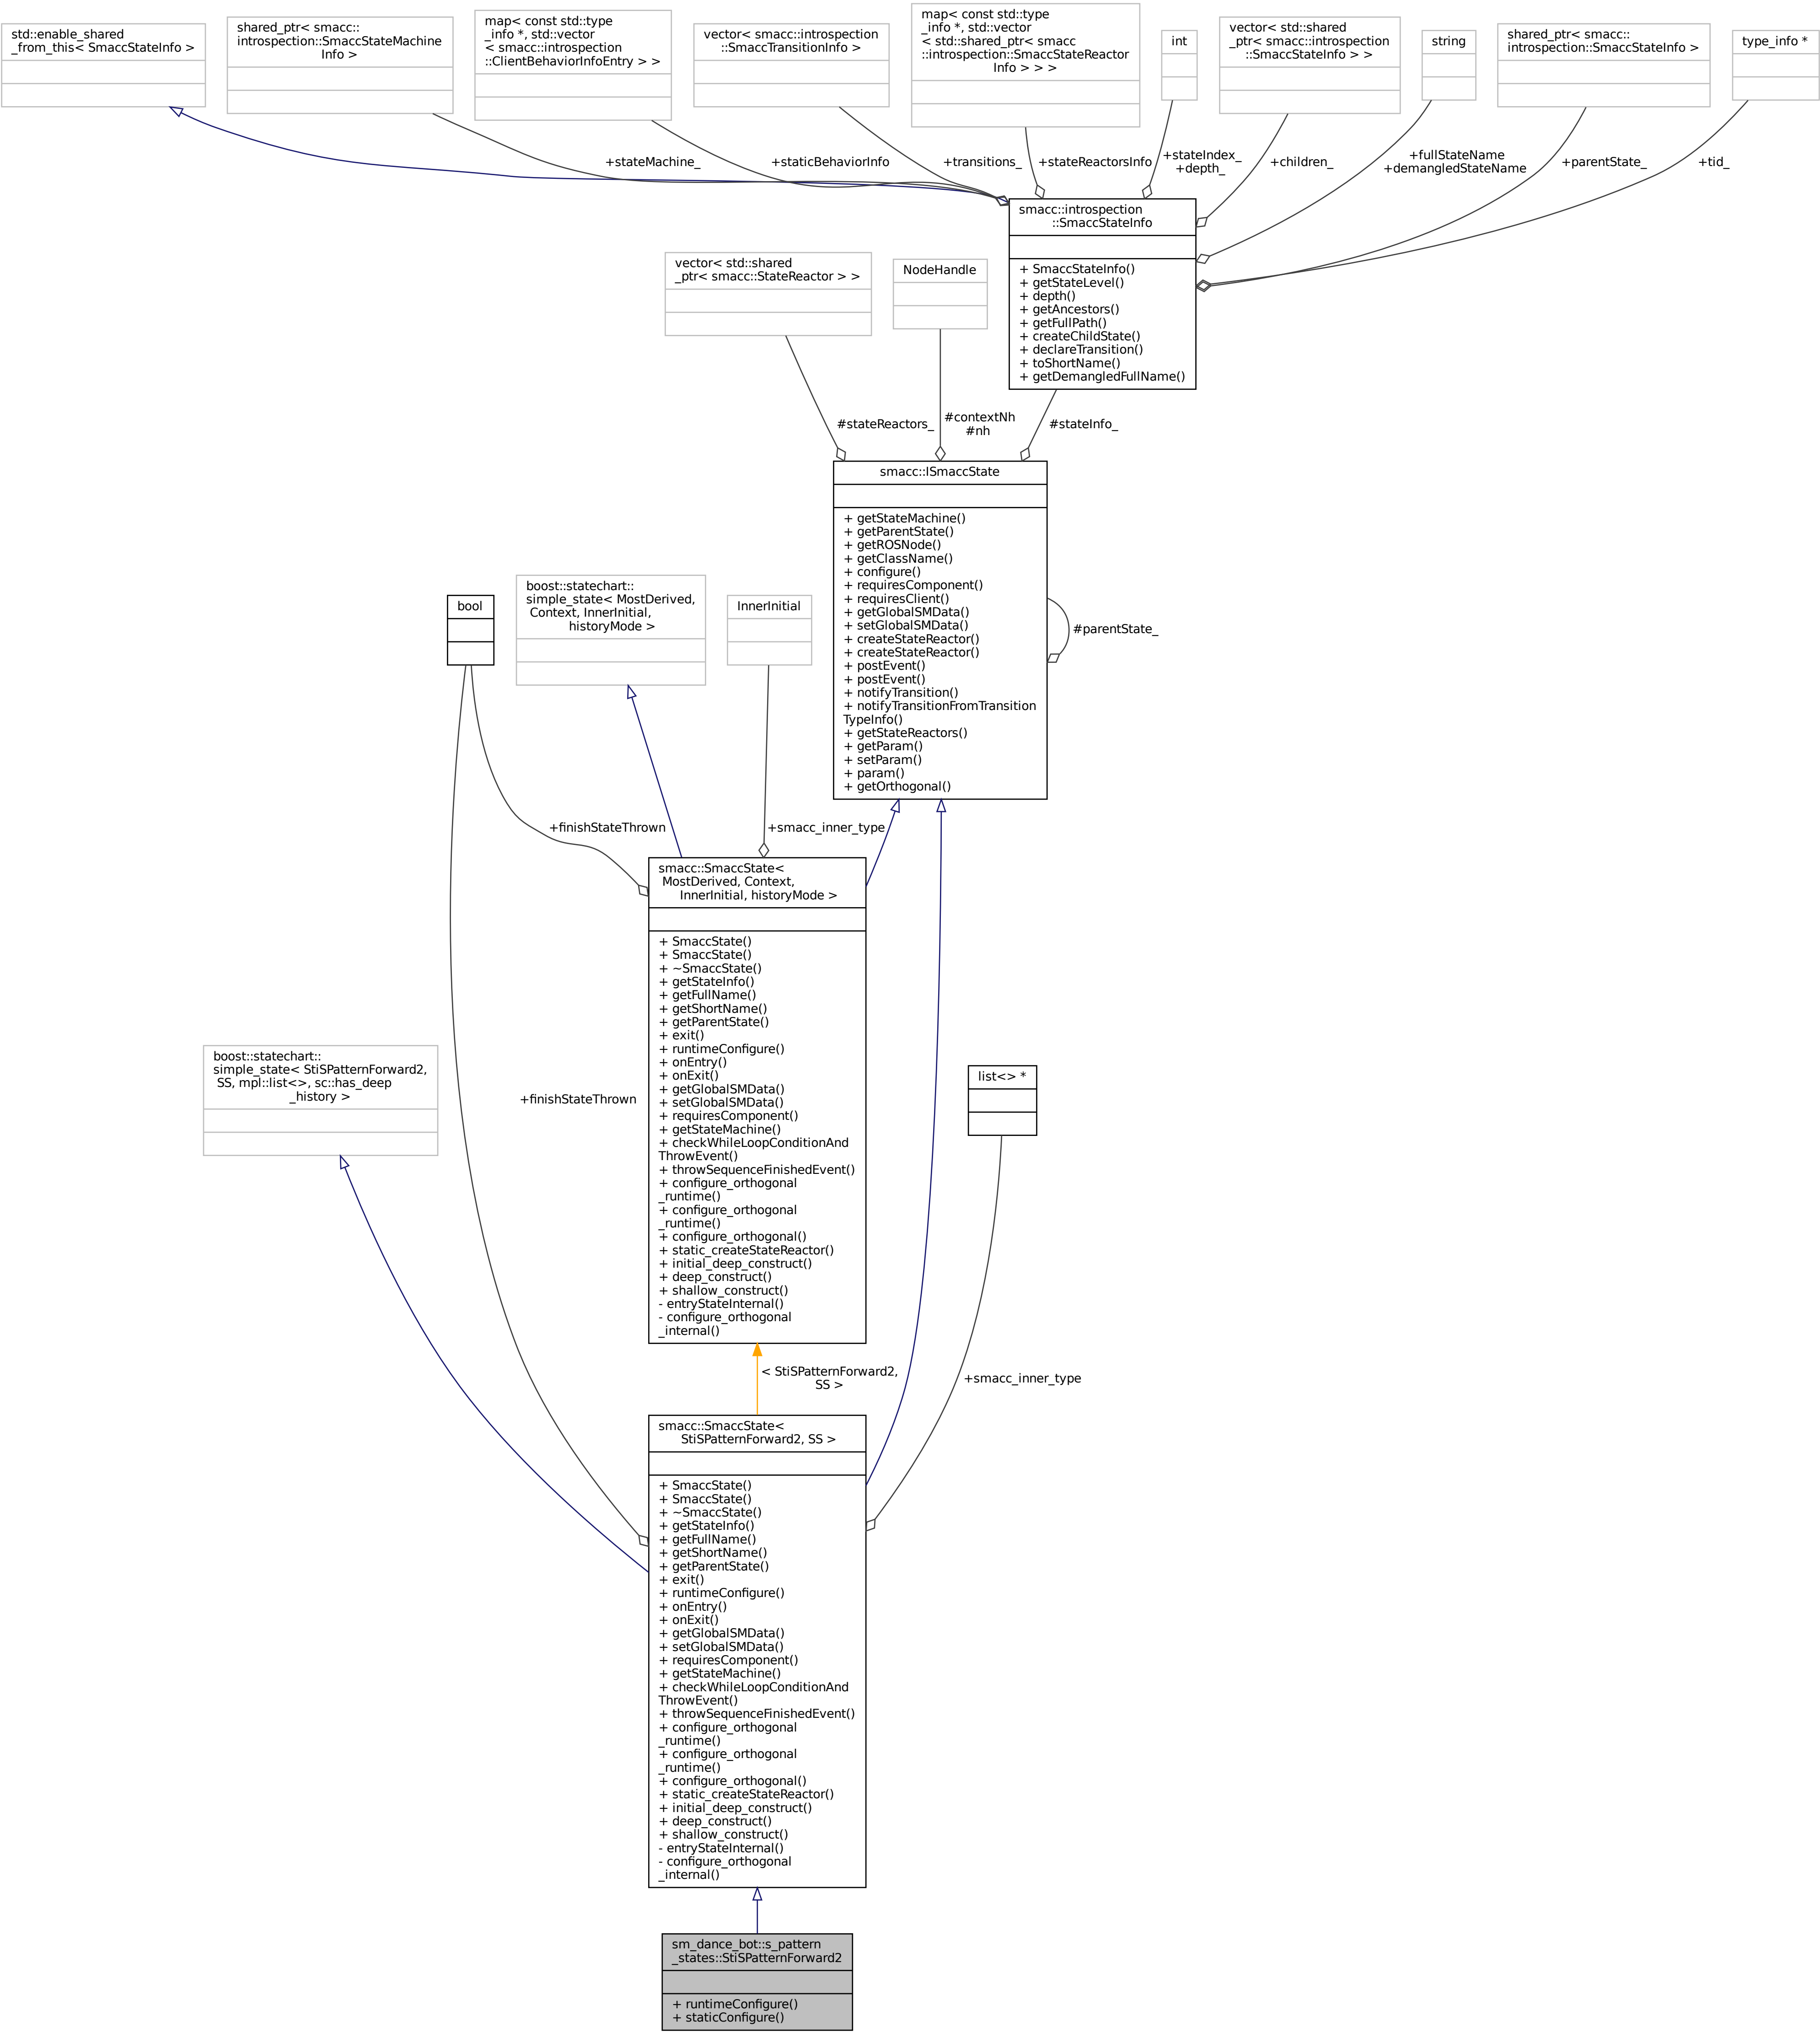 std::enable_shared
_from_this< SmaccStateInfo >
shared_ptr< smacc::
introspection::SmaccStateMachine
Info >
map< const std::type
_info *, std::vector
< smacc::introspection
::ClientBehaviorInfoEntry > >
vector< smacc::introspection
::SmaccTransitionInfo >
map< const std::type
_info *, std::vector
< std::shared_ptr< smacc
::introspection::SmaccStateReactor
Info > > >
int
vector< std::shared
_ptr< smacc::introspection
::SmaccStateInfo > >
string
shared_ptr< smacc::
introspection::SmaccStateInfo >
type_info *
+stateMachine_
+staticBehaviorInfo
+transitions_
+stateReactorsInfo
+stateIndex_
+depth_
+children_
+fullStateName
+demangledStateName
+parentState_
+tid_
smacc::introspection
::SmaccStateInfo
+ SmaccStateInfo()
+ getStateLevel()
+ depth()
+ getAncestors()
+ getFullPath()
+ createChildState()
+ declareTransition()
+ toShortName()
+ getDemangledFullName()
vector< std::shared
_ptr< smacc::StateReactor > >
NodeHandle
#stateReactors_
#contextNh
#nh
#stateInfo_
smacc::ISmaccState
+ getStateMachine()
+ getParentState()
+ getROSNode()
+ getClassName()
+ configure()
+ requiresComponent()
+ requiresClient()
+ getGlobalSMData()
+ setGlobalSMData()
+ createStateReactor()
+ createStateReactor()
+ postEvent()
+ postEvent()
+ notifyTransition()
+ notifyTransitionFromTransition
TypeInfo()
+ getStateReactors()
+ getParam()
+ setParam()
+ param()
+ getOrthogonal()
#parentState_
bool
boost::statechart::
simple_state< MostDerived,
Context, InnerInitial,
historyMode >
InnerInitial
+finishStateThrown
+smacc_inner_type
smacc::SmaccState<
MostDerived, Context,
InnerInitial, historyMode >
+ SmaccState()
+ SmaccState()
+ ~SmaccState()
+ getStateInfo()
+ getFullName()
+ getShortName()
+ getParentState()
+ exit()
+ runtimeConfigure()
+ onEntry()
+ onExit()
+ getGlobalSMData()
+ setGlobalSMData()
+ requiresComponent()
+ getStateMachine()
+ checkWhileLoopConditionAnd
ThrowEvent()
+ throwSequenceFinishedEvent()
+ configure_orthogonal
_runtime()
+ configure_orthogonal
_runtime()
+ configure_orthogonal()
+ static_createStateReactor()
+ initial_deep_construct()
+ deep_construct()
+ shallow_construct()
- entryStateInternal()
- configure_orthogonal
_internal()
boost::statechart::
simple_state< StiSPatternForward2,
SS, mpl::list<>, sc::has_deep
_history >
+finishStateThrown
list<> *
< StiSPatternForward2,
SS >
+smacc_inner_type
smacc::SmaccState<
StiSPatternForward2, SS >
+ SmaccState()
+ SmaccState()
+ ~SmaccState()
+ getStateInfo()
+ getFullName()
+ getShortName()
+ getParentState()
+ exit()
+ runtimeConfigure()
+ onEntry()
+ onExit()
+ getGlobalSMData()
+ setGlobalSMData()
+ requiresComponent()
+ getStateMachine()
+ checkWhileLoopConditionAnd
ThrowEvent()
+ throwSequenceFinishedEvent()
+ configure_orthogonal
_runtime()
+ configure_orthogonal
_runtime()
+ configure_orthogonal()
+ static_createStateReactor()
+ initial_deep_construct()
+ deep_construct()
+ shallow_construct()
- entryStateInternal()
- configure_orthogonal
_internal()
sm_dance_bot::s_pattern
_states::StiSPatternForward2
+ runtimeConfigure()
+ staticConfigure()